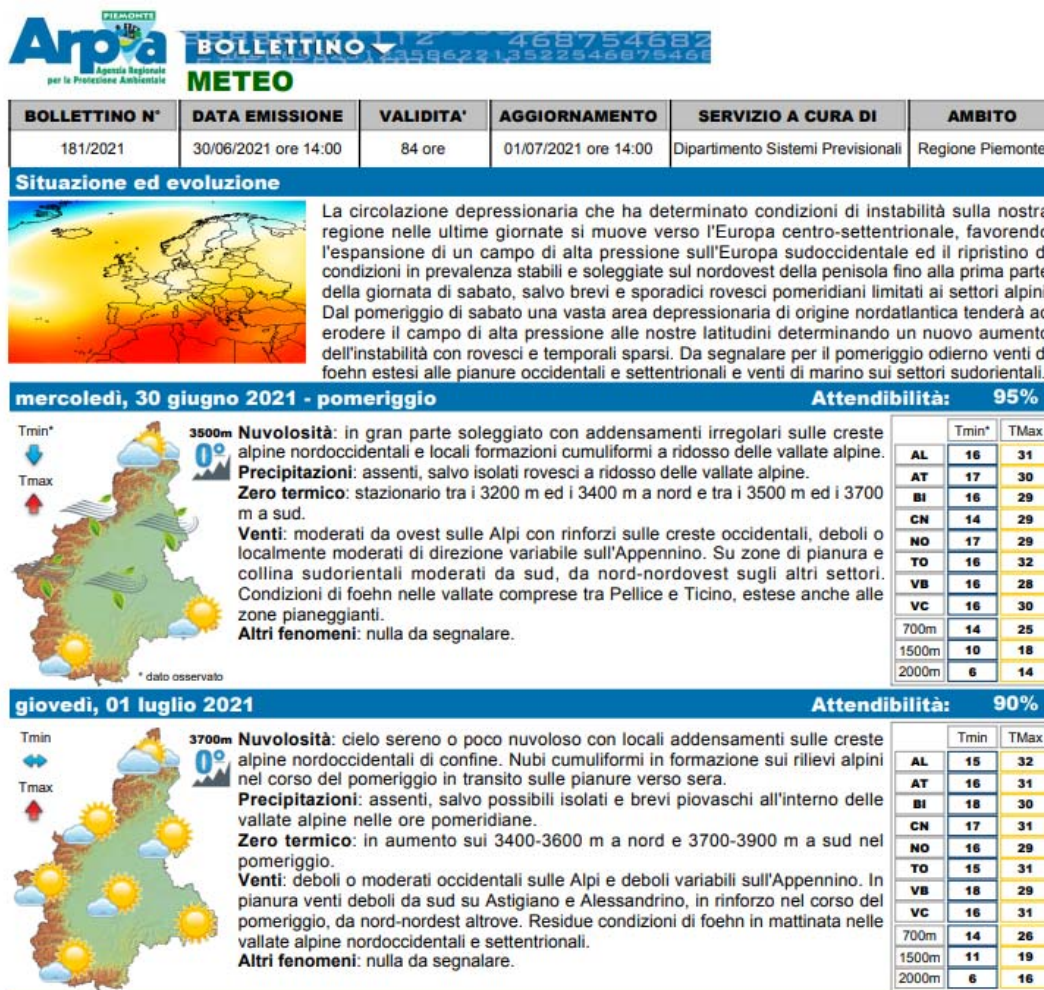 PIEMONTE
Arpa
Agenzia Regionale
per la Protezione Ambientale
BOLLETTINO
METEO
BOLLETTINO N° DATA EMISSIONE VALIDITA' AGGIORNAMENTO SERVIZIO A CURA DI AMBITO
181/2021 30/06/2021 ore 14:00 84 ore 01/07/2021 ore 14:00 Dipartimento Sistemi Previsionali Regione Piemonte
Situazione ed evoluzione
La circolazione depressionaria che ha determinato condizioni di instabilità sulla nostra
regione nelle ultime giornate si muove verso l'Europa centro-settentrionale, favorendo
l'espansione di un campo di alta pressione sull'Europa sudoccidentale ed il ripristino d
condizioni in prevalenza stabili e soleggiate sul nordovest della penisola fino alla prima parte
della giornata di sabato, salvo brevi e sporadici rovesci pomeridiani limitati ai settori alpini
Dal pomeriggio di sabato una vasta area depressionaria di origine nordatlantica tenderà ad
erodere il campo di alta pressione alle nostre latitudini determinando un nuovo aumento
dell'instabilità con rovesci e temporali sparsi. Da segnalare per il pomeriggio odierno venti d
foehn estesi alle pianure occidentali e settentrionali e venti di marino sui settori sudorientali.
mercoledì, 30 giugno 2021 - pomeriggio Attendibilità: 95%
Tmin*
Tmax
* dato osservato
3500m
0°
Nuvolosità: in gran parte soleggiato con addensamenti irregolari sulle creste
alpine nordoccidentali e locali formazioni cumuliformi a ridosso delle vallate alpine.
Precipitazioni: assenti, salvo isolati rovesci a ridosso delle vallate alpine.
Zero termico: stazionario tra i 3200 m ed i 3400 m a nord e tra i 3500 m ed i 3700
m a sud.
Venti: moderati da ovest sulle Alpi con rinforzi sulle creste occidentali, deboli o
localmente moderati di direzione variabile sull'Appennino. Su zone di pianura e
collina sudorientali moderati da sud, da nord-nordovest sugli altri settori.
Condizioni di foehn nelle vallate comprese tra Pellice e Ticino, estese anche alle
zone pianeggianti.
Altri fenomeni: nulla da segnalare.
Tmin* TMax
AL 16 31
AT 17 30
BI 16 29
CN 14 29
NO 17 29
TO 16 32
VB 16 28
VC 16 30
700m 14 25
1500m 10 18
2000m 6 14
giovedì, 01 luglio 2021 Attendibilità: 90%
Tmin
Tmax
3700m
0°
Nuvolosità: cielo sereno o poco nuvoloso con locali addensamenti sulle creste
alpine nordoccidentali di confine. Nubi cumuliformi in formazione sui rilievi alpini
nel corso del pomeriggio in transito sulle pianure verso sera.
Precipitazioni: assenti, salvo possibili isolati e brevi piovaschi all'interno delle
vallate alpine nelle ore pomeridiane.
Zero termico: in aumento sui 3400-3600 m a nord e 3700-3900 m a sud nel
pomeriggio.
Venti: deboli o moderati occidentali sulle Alpi e deboli variabili sull'Appennino. In
pianura venti deboli da sud su Astigiano e Alessandrino, in rinforzo nel corso del
pomeriggio, da nord-nordest altrove. Residue condizioni di foehn in mattinata nelle
vallate alpine nordoccidentali e settentrionali.
Altri fenomeni: nulla da segnalare.
Tmin TMax
AL 15 32
AT 16 31
BI 18 30
CN 17 31
NO 16 29
TO 15 31
VB 18 29
VC 16 31
700m 14 26
1500m 11 19
2000m 6 16